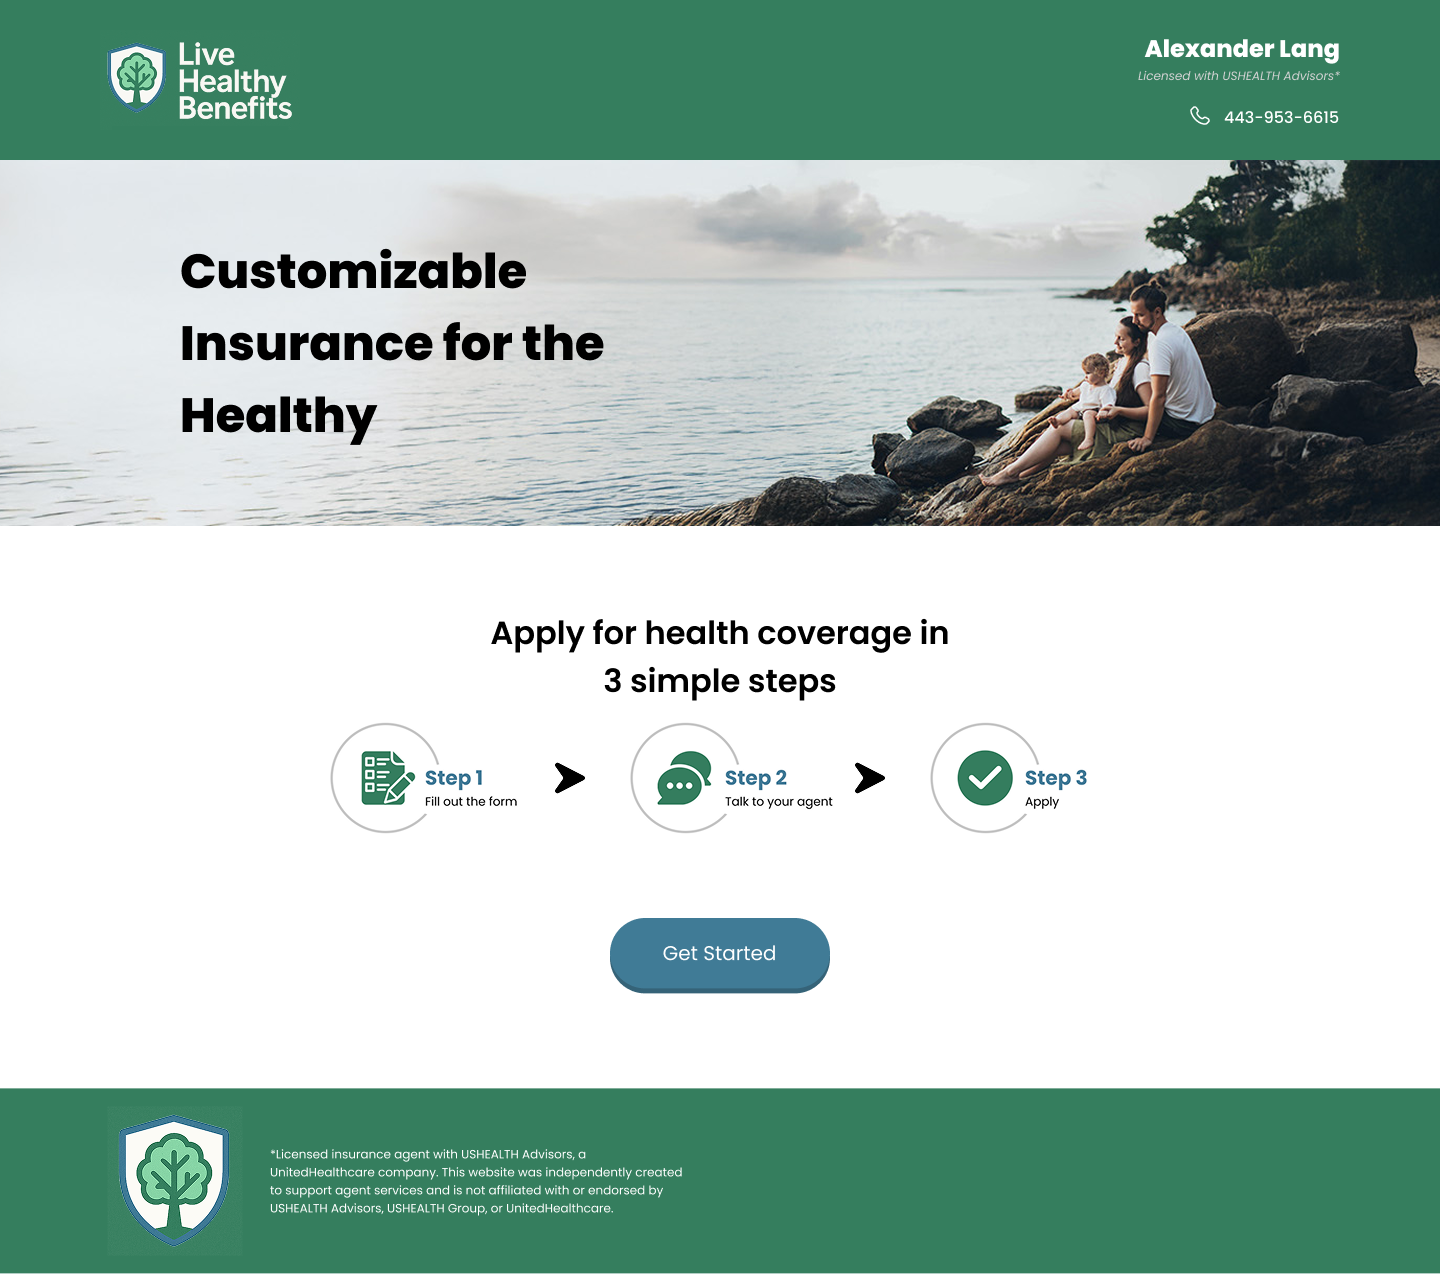 Live
Healthy
Benefits
Alexander Lang
Licensed with USHEALTH Advisors*
443-953-6615
Customizable
Insurance for the
Healthy
Apply for health coverage in
3 simple steps
Step 1
Fill out the form
Step 2
Talk to your agent
Step 3
Apply
Get Started
*Licensed insurance agent with USHEALTH Advisors, a
UnitedHealthcare company. This website was independently created
to support agent services and is not affiliated with or endorsed by
USHEALTH Advisors, USHEALTH Group, or UnitedHealthcare.